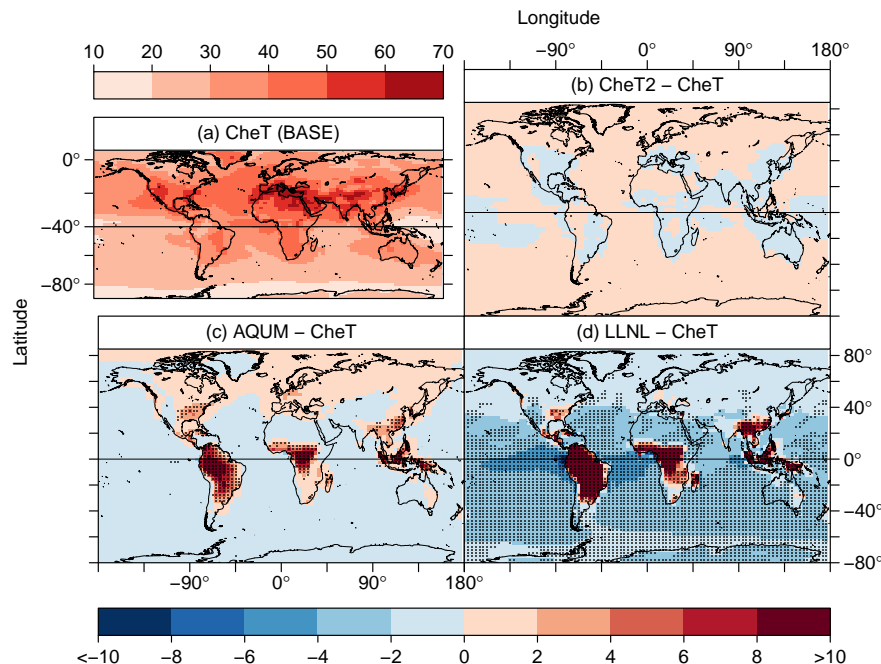 Longitude
−90° 0° 90° 180°
10 20 30 40 50 60 70
(b) CheT2 − CheT
(a) CheT (BASE)
0°
−40°
−80°
Latitude
(c) AQUM − CheT
(d) LLNL − CheT
80°
40°
0°
−40°
−80°
−90° 0° 90° 180°
<−10 −8 −6 −4 −2 0 2 4 6 8 >10